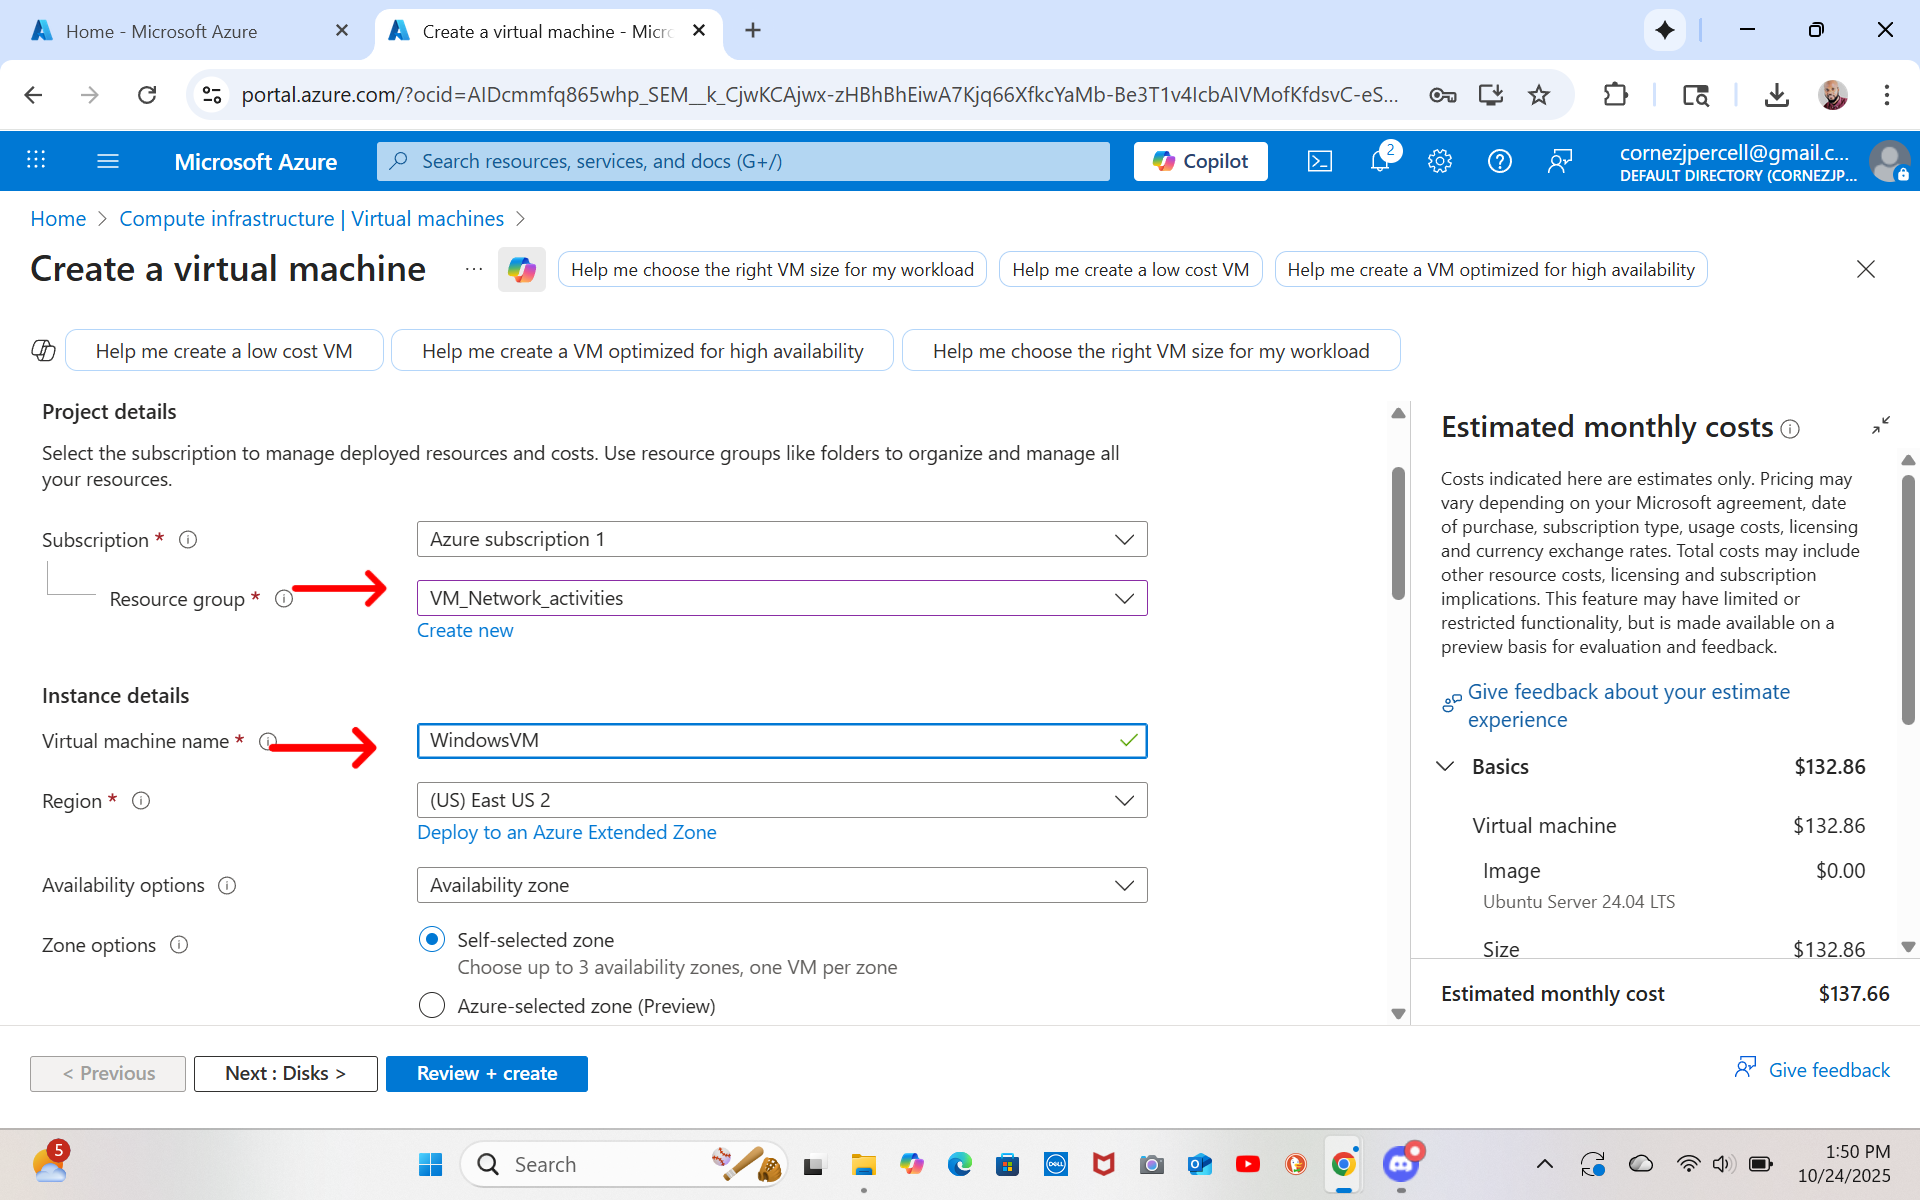 Home - Microsoft Azure
Create a virtual machine - Micro
portal.azure.com/?ocid=AIDcmmfq865whp_SEM__k_CjwKCAjwx-zHBhBhEiwA7Kjq66XfkcYaMb-Be3T1v4IcbAIVMofKfdsvC-eS...
Microsoft Azure
Search resources, services, and docs (G+/)
Copilot
2
cornezjpercell@gmail.c...
DEFAULT DIRECTORY (CORNEZJP...
Home > Compute infrastructure | Virtual machines >
Create a virtual machine
...
Help me choose the right VM size for my workload
Help me create a low cost VM
Help me create a VM optimized for high availability
Help me create a low cost VM
Help me create a VM optimized for high availability
Help me choose the right VM size for my workload
Project details
Select the subscription to manage deployed resources and costs. Use resource groups like folders to organize and manage all
your resources.
Subscription *
Azure subscription 1
Resource group *
VM_Network_activities
Create new
Instance details
Virtual machine name *
WindowsVM
Region *
(US) East US 2
Deploy to an Azure Extended Zone
Availability options
Availability zone
Zone options
Self-selected zone
Choose up to 3 availability zones, one VM per zone
Azure-selected zone (Preview)
Estimated monthly costs
Costs indicated here are estimates only. Pricing may
vary depending on your Microsoft agreement, date
of purchase, subscription type, usage costs, licensing
and currency exchange rates. Total costs may include
other resource costs, licensing and subscription
implications. This feature may have limited or
restricted functionality, but is made available on a
preview basis for evaluation and feedback.
Give feedback about your estimate
experience
Basics $132.86
Virtual machine $132.86
Image $0.00
Ubuntu Server 24.04 LTS
Size $132.86
Estimated monthly cost $137.66
< Previous
Next : Disks >
Review + create
Give feedback
5
Search
DELL
1:50 PM
10/24/2025